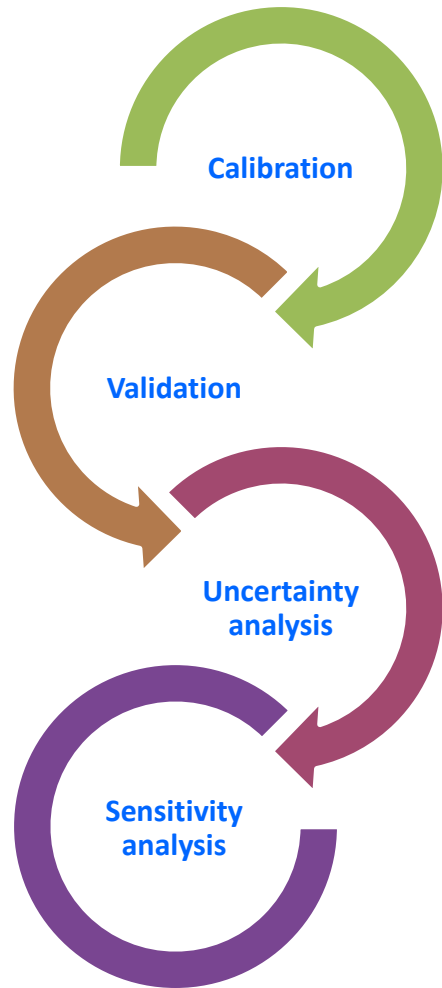 Calibration
Validation
Uncertainty
analysis
Sensitivity
analysis